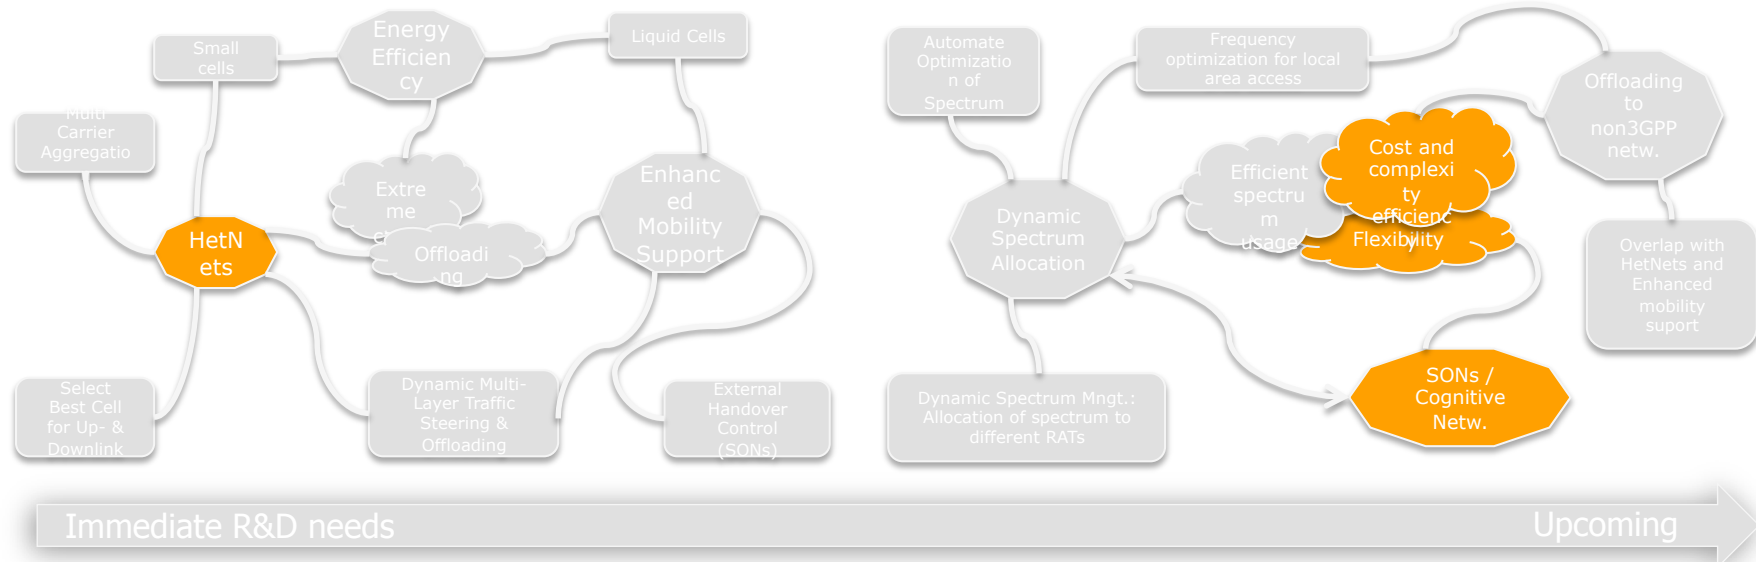 Small
cells
Energy
Efficien
cy
Liquid Cells
Multi
Carrier
Aggregatio
Extre
me
Offloadi
ng
Enhanc
ed
Mobility
Support
HetN
ets
Select
Best Cell
for Up- &
Downlink
Dynamic Multi-
Layer Traffic
Steering &
Offloading
External
Handover
Control
(SONs)
Automate
Optimizatio
n of
Spectrum
Frequency
optimization for local
area access
Offloading
to
non3GPP
netw.
Efficient
spectru
m
usage
Cost and
complexi
ty
efficienc
y
Flexibility
Dynamic
Spectrum
Allocation
Overlap with
HetNets and
Enhanced
mobility
suport
SONs /
Cognitive
Netw.
Dynamic Spectrum Mngt.:
Allocation of spectrum to
different RATs
Immediate R&D needs
Upcoming